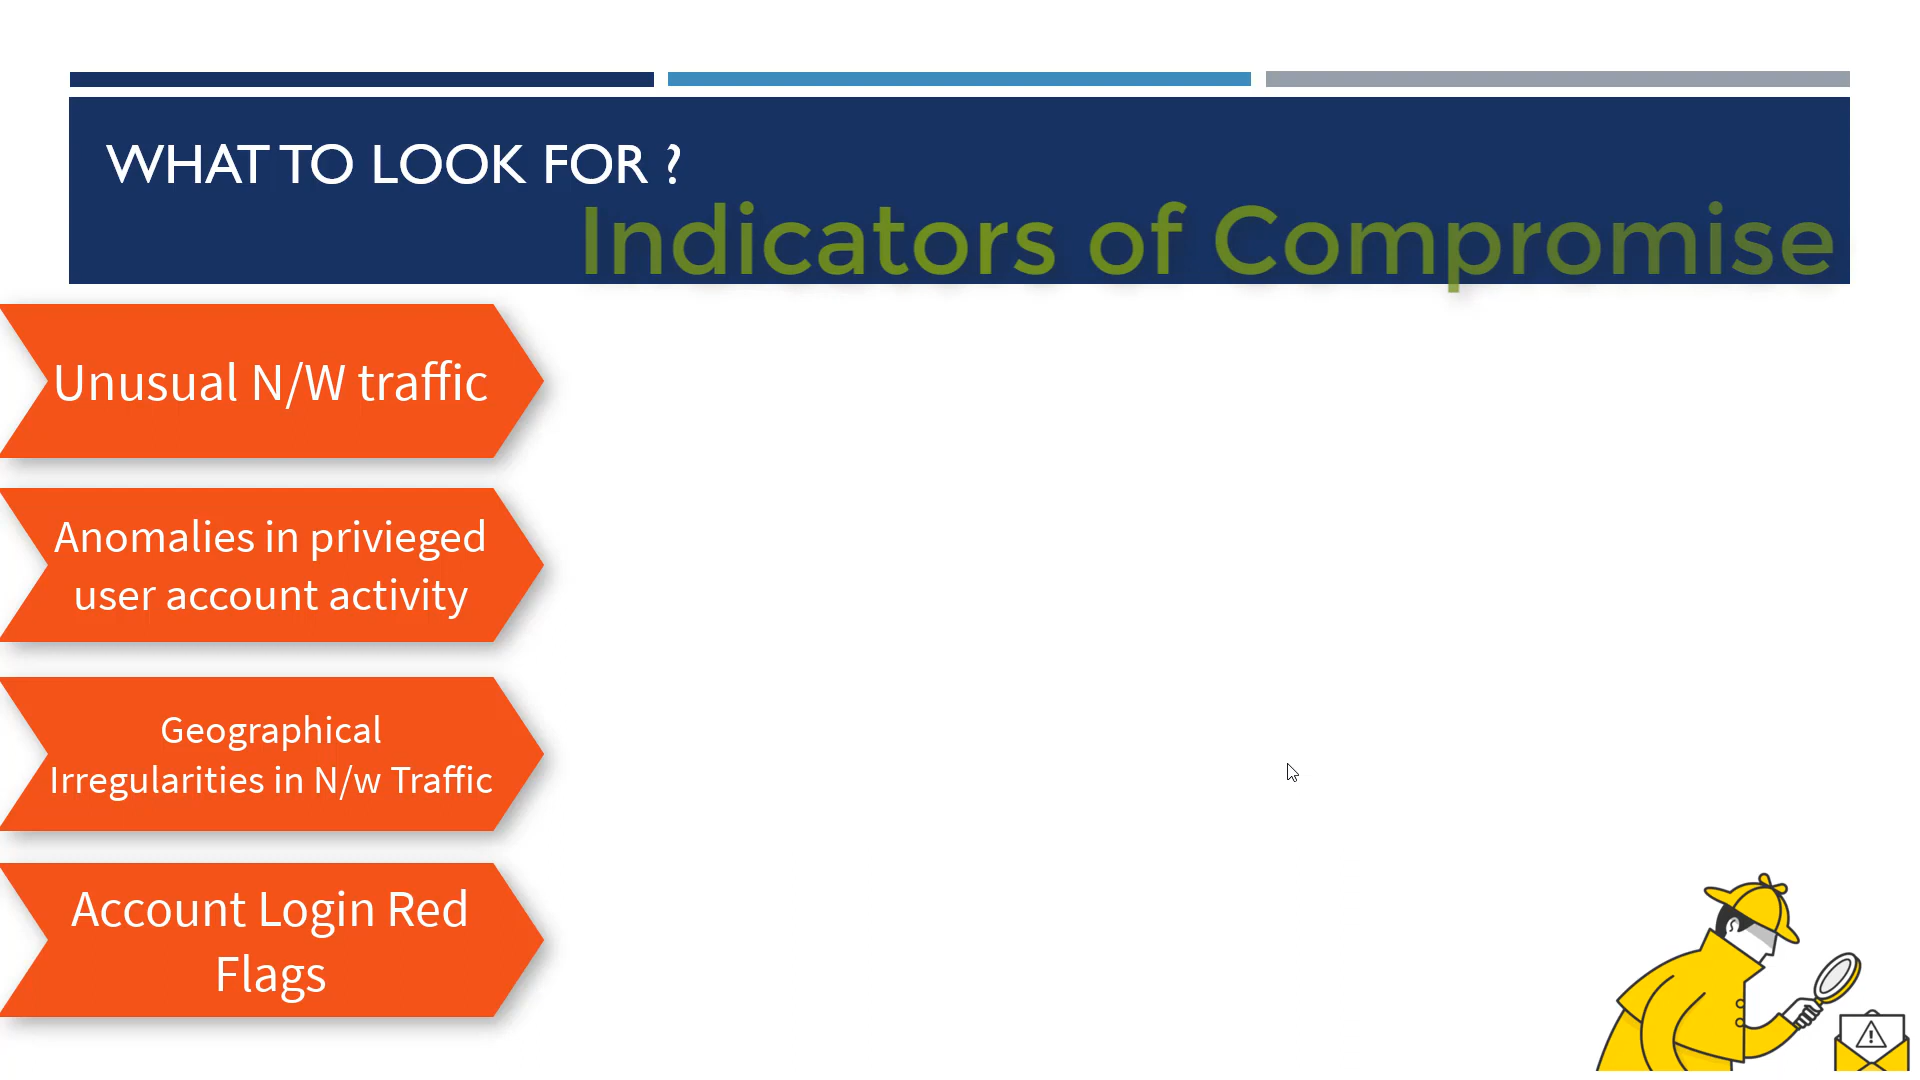 WHAT TO LOOK FOR ?
Indicators of Compromise
Unusual N/W traffic
Anomalies in privieged
user account activity
Geographical
Irregularities in N/w Traffic
Account Login Red
Flags